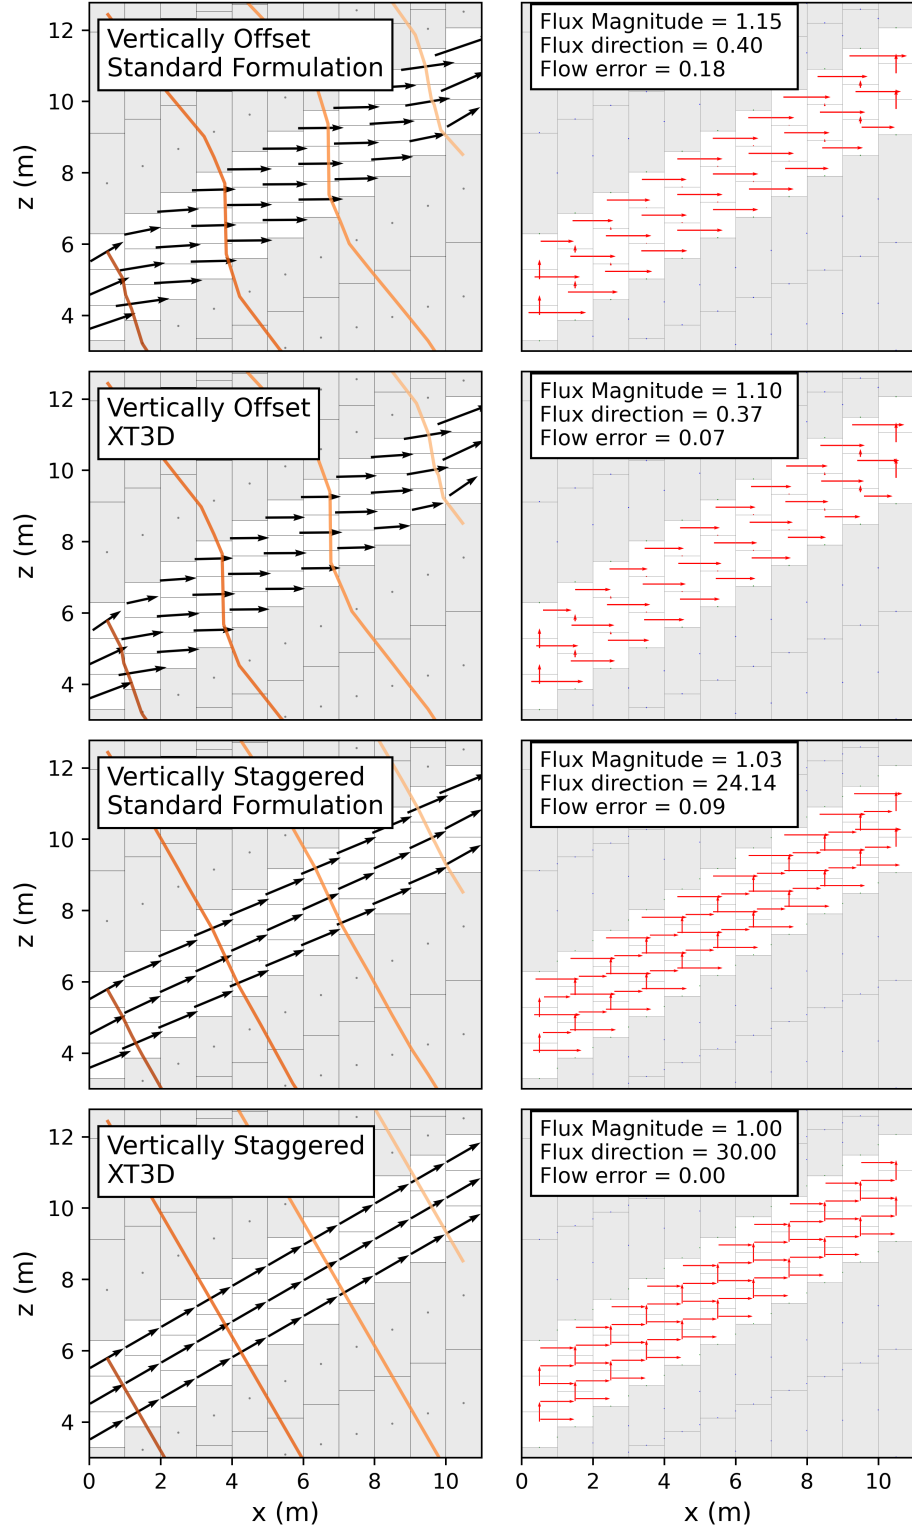 12
10
8
6
4
z (m)
Vertically Offset
Standard Formulation
Flux Magnitude = 1.15
Flux direction = 0.40
Flow error = 0.18
12
10
8
6
4
z (m)
Vertically Offset
XT3D
Flux Magnitude = 1.10
Flux direction = 0.37
Flow error = 0.07
12
10
8
6
4
z (m)
Vertically Staggered
Standard Formulation
Flux Magnitude = 1.03
Flux direction = 24.14
Flow error = 0.09
12
10
8
6
4
z (m)
Vertically Staggered
XT3D
Flux Magnitude = 1.00
Flux direction = 30.00
Flow error = 0.00
0 2 4 6 8 10
x (m)
0 2 4 6 8 10
x (m)